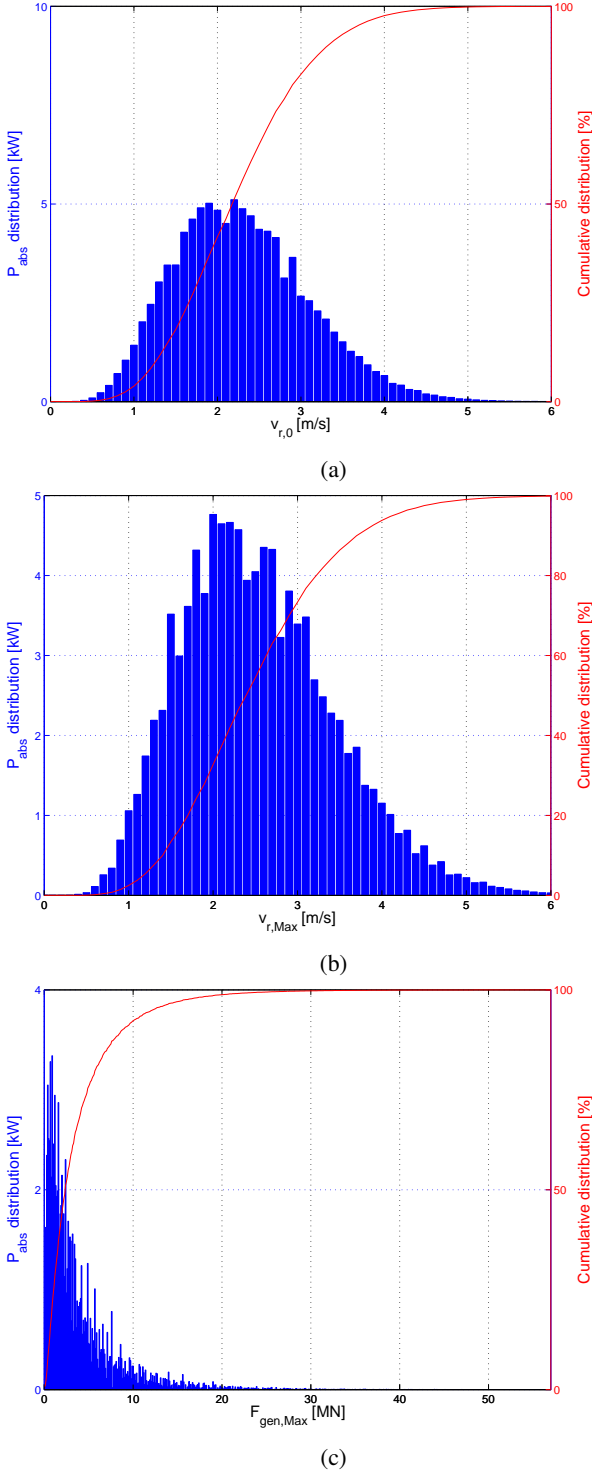 10
100
P_abs distribution [kW]
5
50
Cumulative distribution [%]
0
0
1 2 3 4 5 6
v_r,0 [m/s]
(a)
5
100
4
80
P_abs distribution [kW]
3
60
Cumulative distribution [%]
2
40
1
20
0
0
0 1 2 3 4 5 6
v_r,Max [m/s]
(b)
4
100
P_abs distribution [kW]
2
50
Cumulative distribution [%]
0
0
0 10 20 30 40 50
F_gen,Max [MN]
(c)